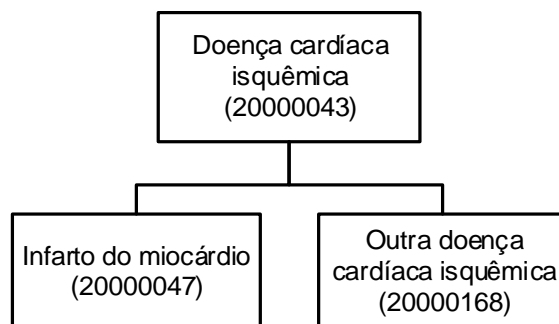 Doença cardíaca
isquêmica
(20000043)
Infarto do miocárdio
(20000047)
Outra doença
cardíaca isquêmica
(20000168)